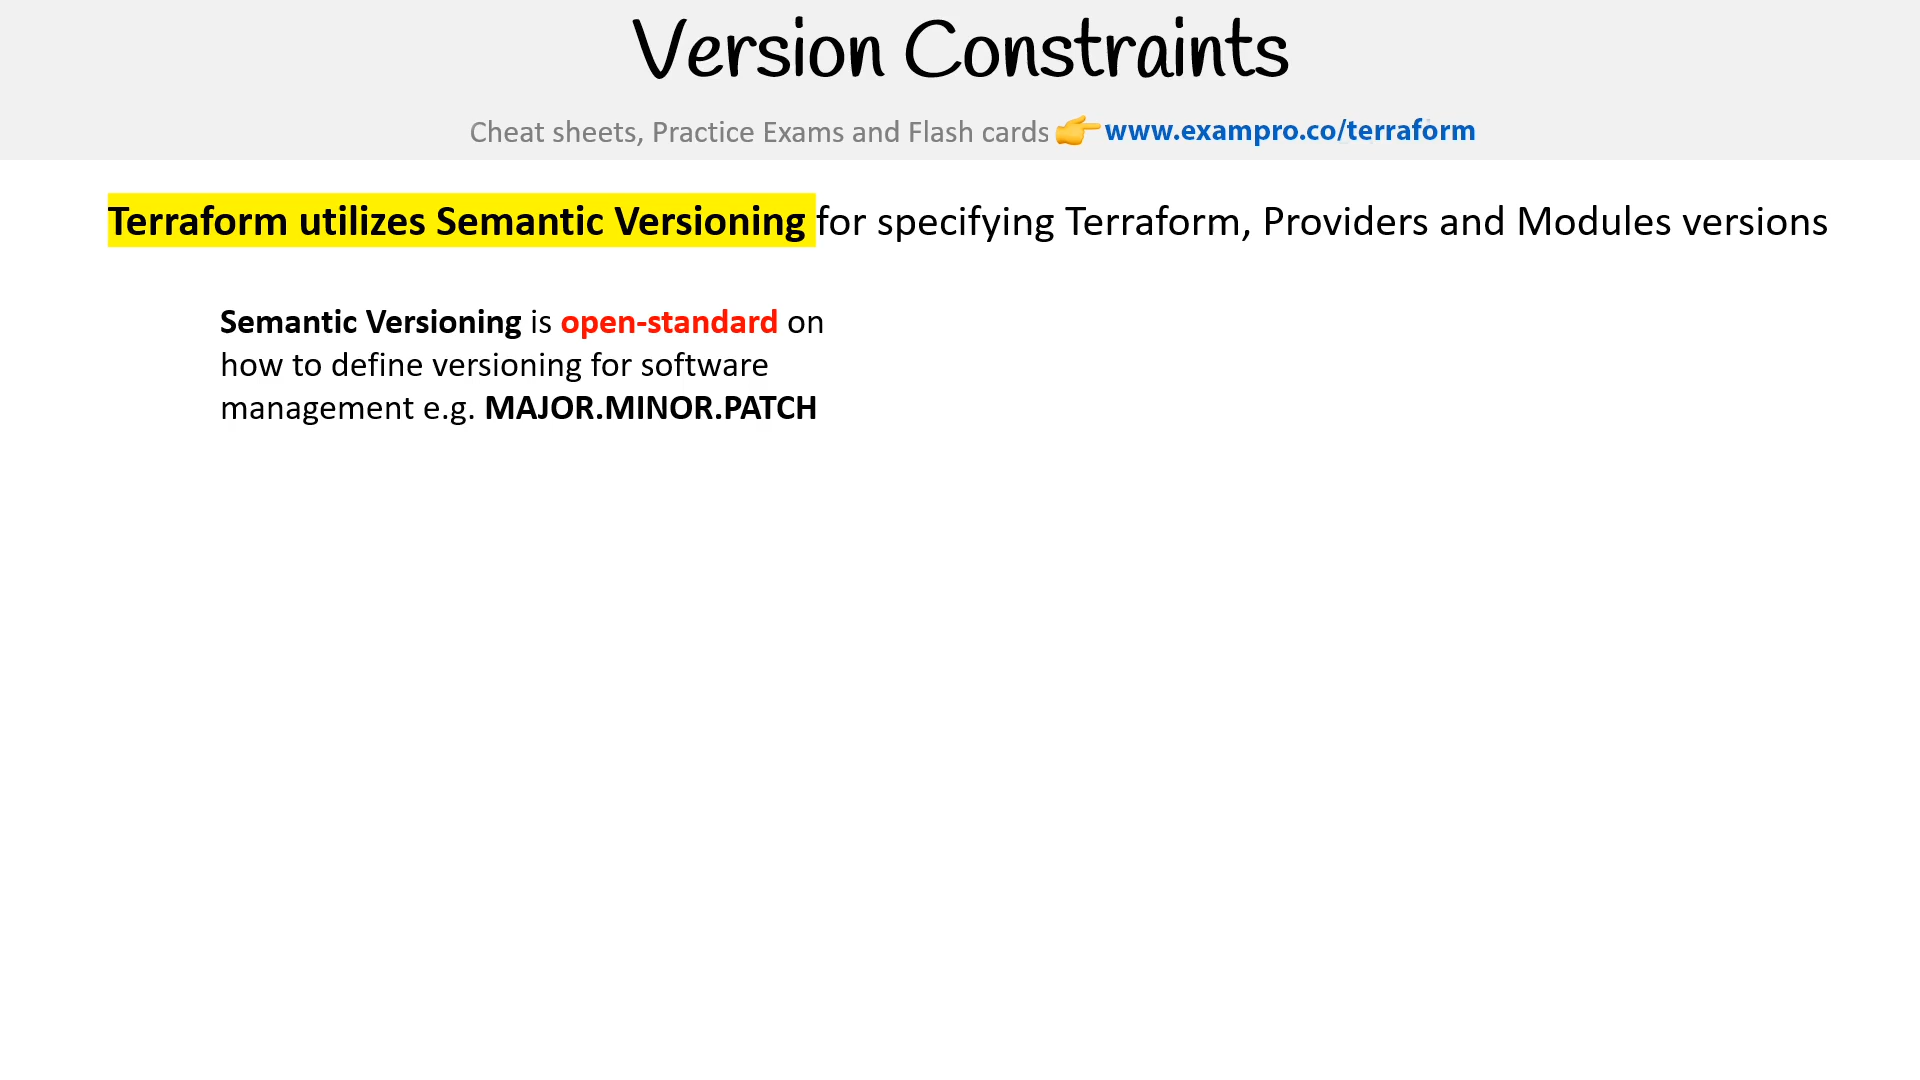 Version Constraints
Cheat sheets, Practice Exams and Flash cards 👉www.exampro.co/terraform
Terraform utilizes Semantic Versioning for specifying Terraform, Providers and Modules versions
Semantic Versioning is open-standard on
how to define versioning for software
management e.g. MAJOR.MINOR.PATCH